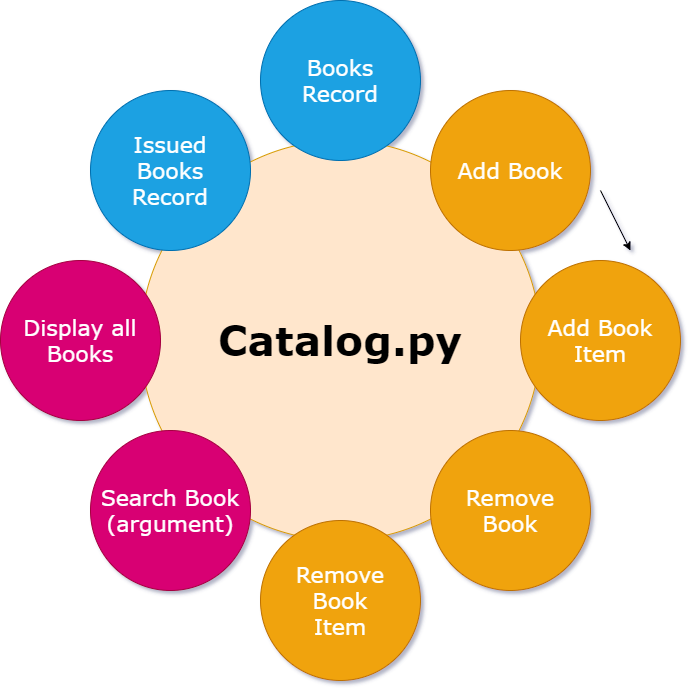 Books
Record
Issued
Books
Record
Add Book
Display all
Books
Catalog.py
Add Book
Item
Search Book
(argument)
Remove
Book
Remove
Book
Item